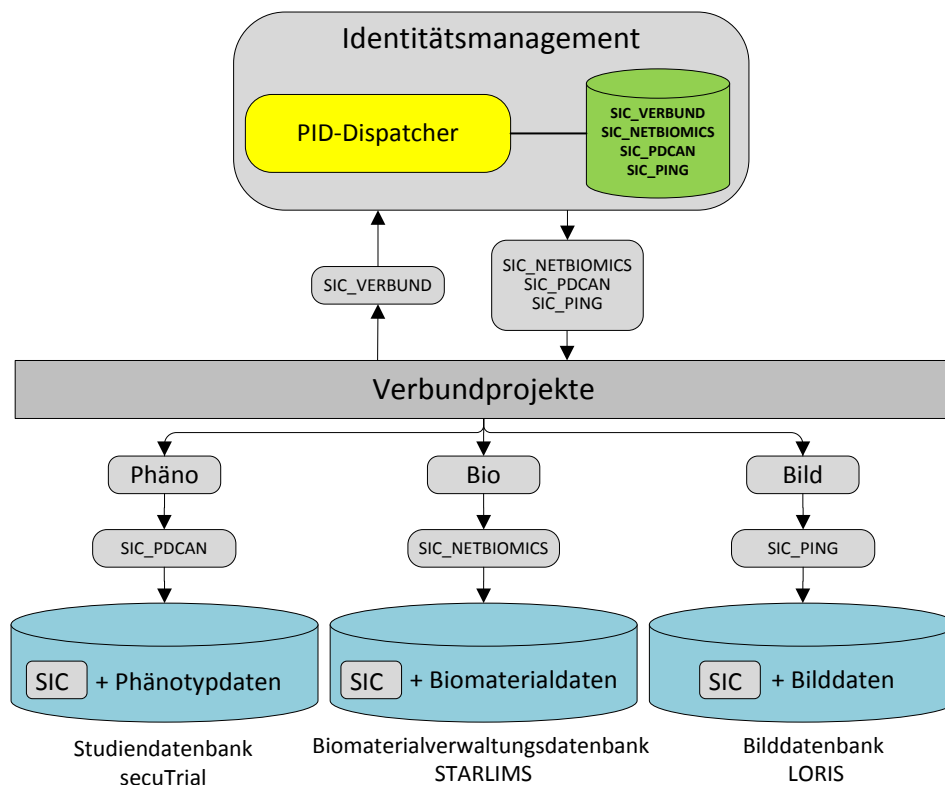 Identitätsmanagement
PID-Dispatcher
SIC_VERBUND
SIC_NETBIOMICS
SIC_PDCAN
SIC_PING
SIC_VERBUND
SIC_NETBIOMICS
SIC_PDCAN
SIC_PING
Verbundprojekte
Phäno
Bio
Bild
SIC_PDCAN
SIC_NETBIOMICS
SIC_PING
SIC + Phänotypdaten
SIC + Biomaterialdaten
SIC + Bilddaten
Studiendatenbank
secuTrial
Biomaterialverwaltungsdatenbank
STARLIMS
Bilddatenbank
LORIS